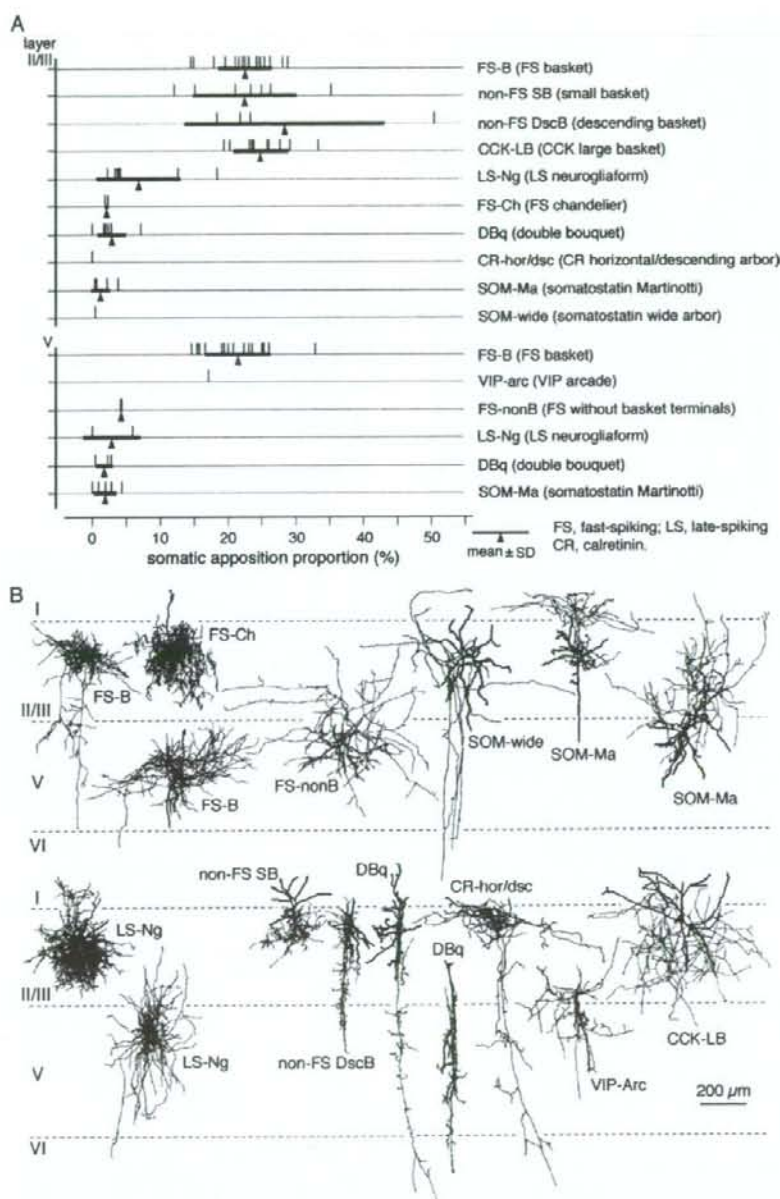 A
layer
II/III
FS-B (FS basket)
non-FS SB (small basket)
non-FS DscB (descending basket)
CCK-LB (CCK large basket)
LS-Ng (LS neurogliaform)
FS-Ch (FS chandelier)
DBq (double bouquet)
CR-hor/dsc (CR horizontal/descending arbor)
SOM-Ma (somatostatin Martinotti)
SOM-wide (somatostatin wide arbor)
V
FS-B (FS basket)
VIP-arc (VIP arcade)
FS-nonB (FS without basket terminals)
LS-Ng (LS neurogliaform)
DBq (double bouquet)
SOM-Ma (somatostatin Martinotti)
0 10 20 30 40 50
somatic apposition proportion (%)
mean ± SD
FS, fast-spiking; LS, late-spiking
CR, calretinin.
B
I
FS-Ch
FS-B
II/III
SOM-wide
SOM-Ma
SOM-Ma
V
FS-B
FS-nonB
VI
non-FS SB
DBq
CR-hor/dsc
I
LS-Ng
DBq
II/III
CCK-LB
LS-Ng
non-FS DscB
V
VIP-Arc
200 µm
VI